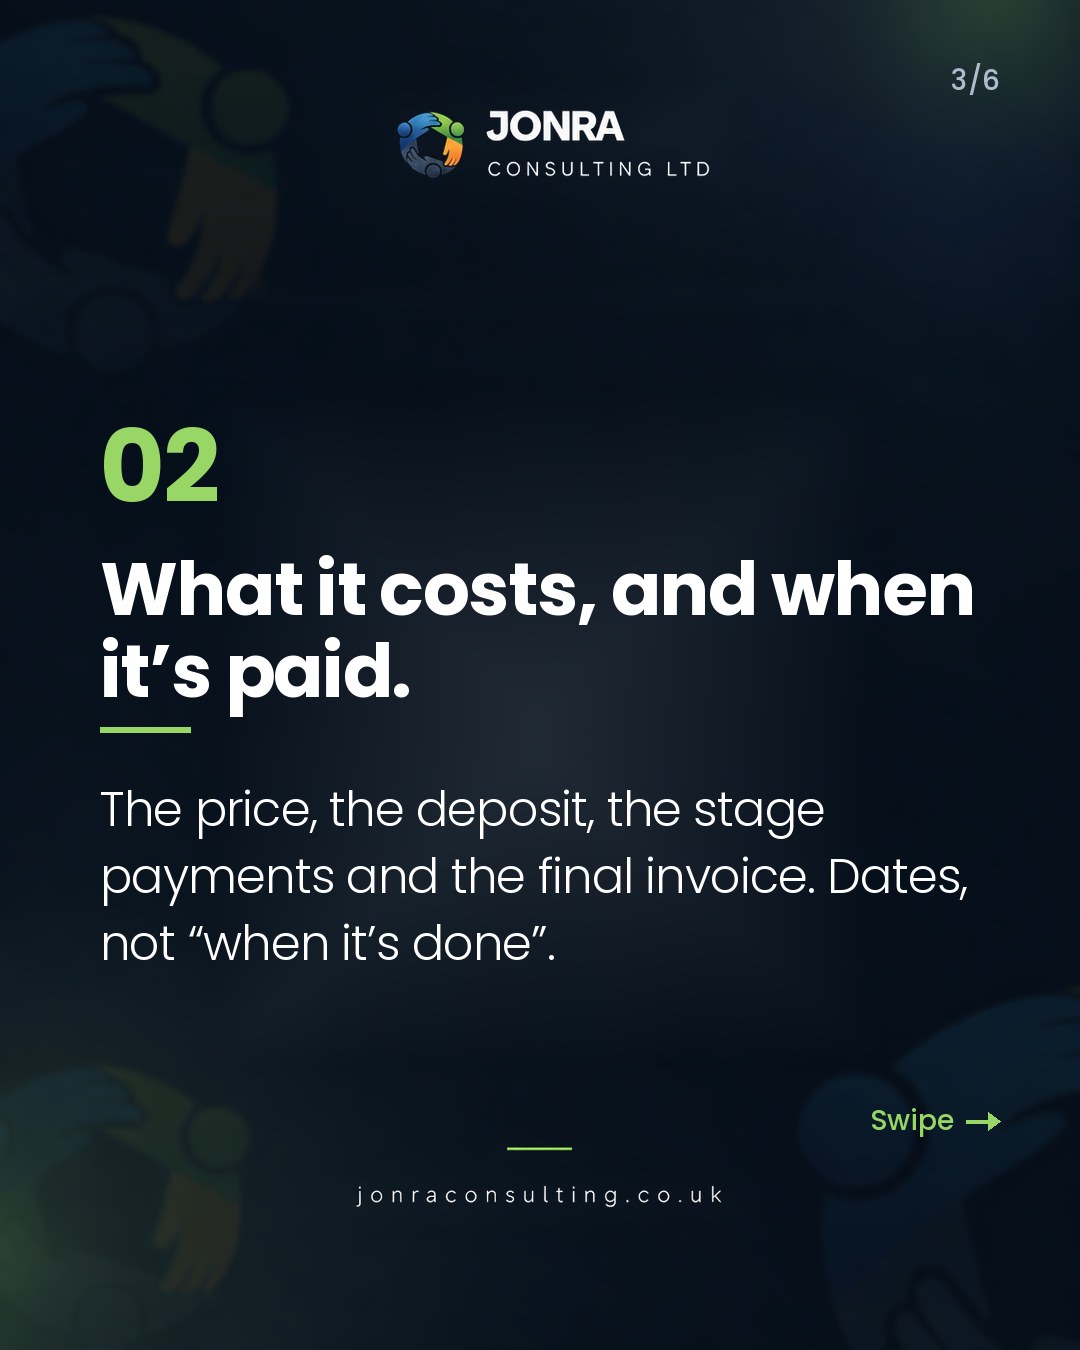 3/6
JONRA
CONSULTING LTD
02
What it costs, and when
it’s paid.
The price, the deposit, the stage
payments and the final invoice. Dates,
not “when it’s done”.
Swipe →
jonraconsulting.co.uk